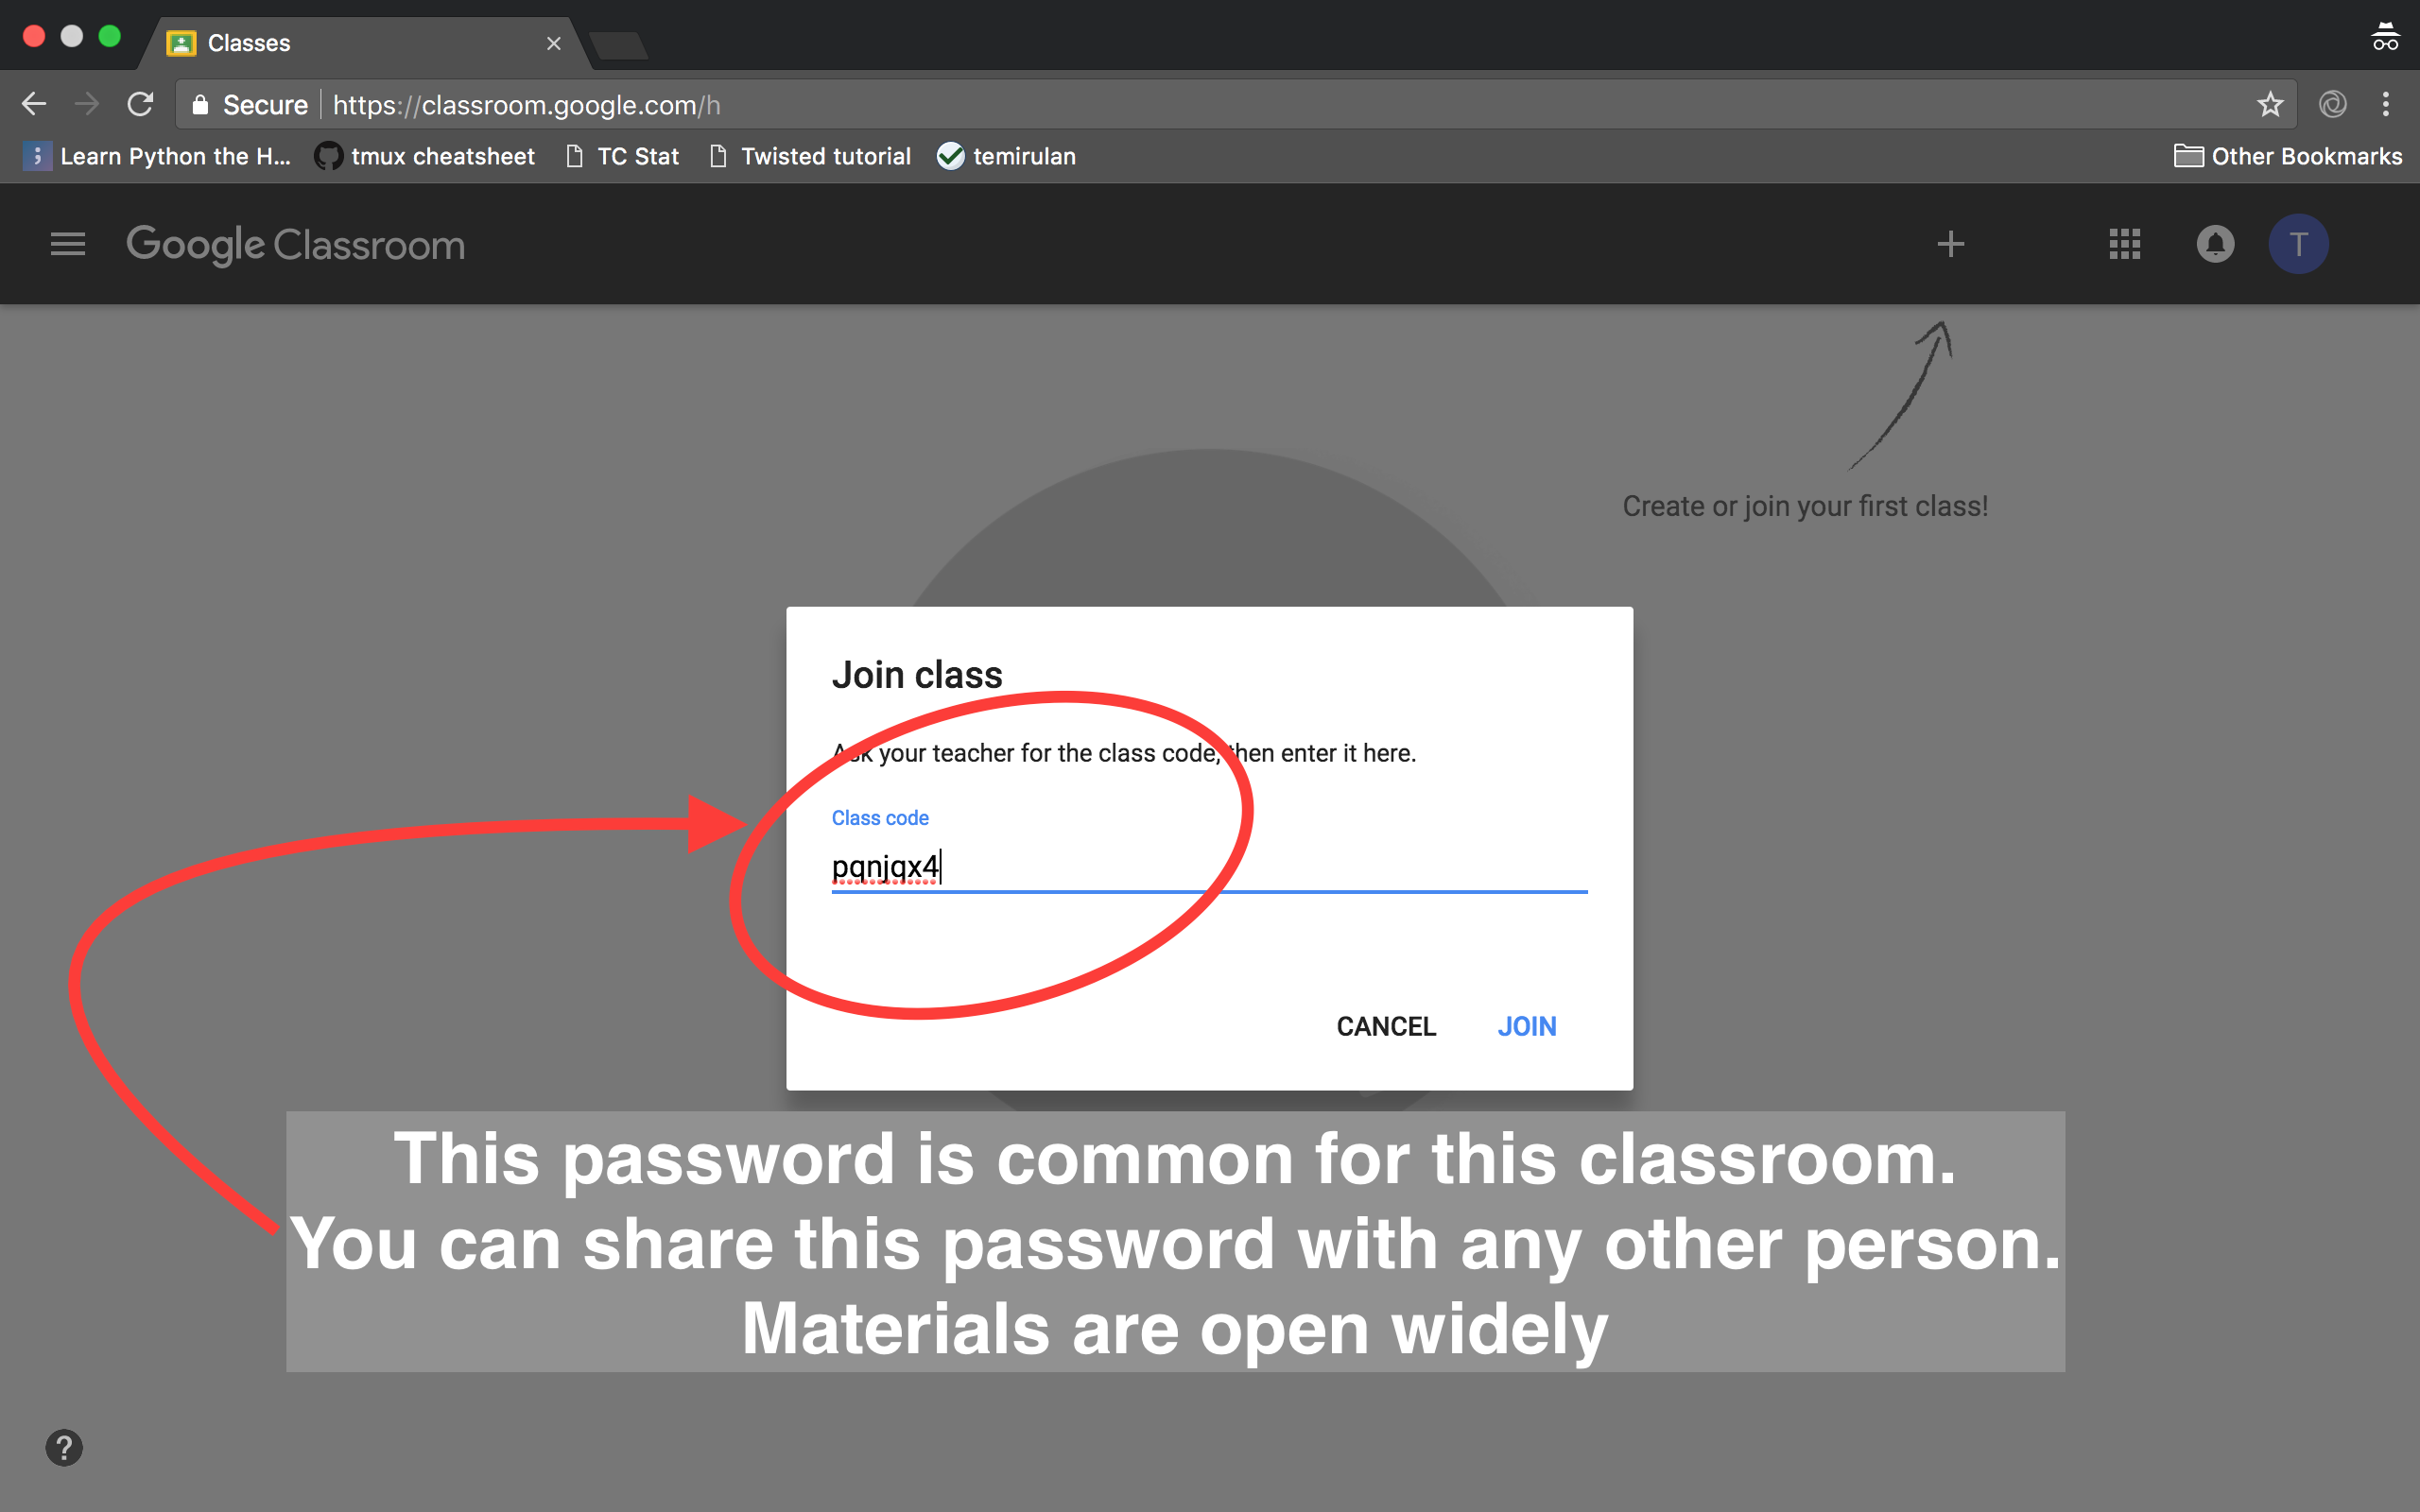 Classes
Secure https://classroom.google.com/h
Learn Python the H... tmux cheatsheet TC Stat Twisted tutorial temirulan Other Bookmarks
Google Classroom T
Create or join your first class!
Join class
Ask your teacher for the class code, then enter it here.
Class code
pqnjqx4
CANCEL JOIN
This password is common for this classroom.
You can share this password with any other person.
Materials are open widely
?